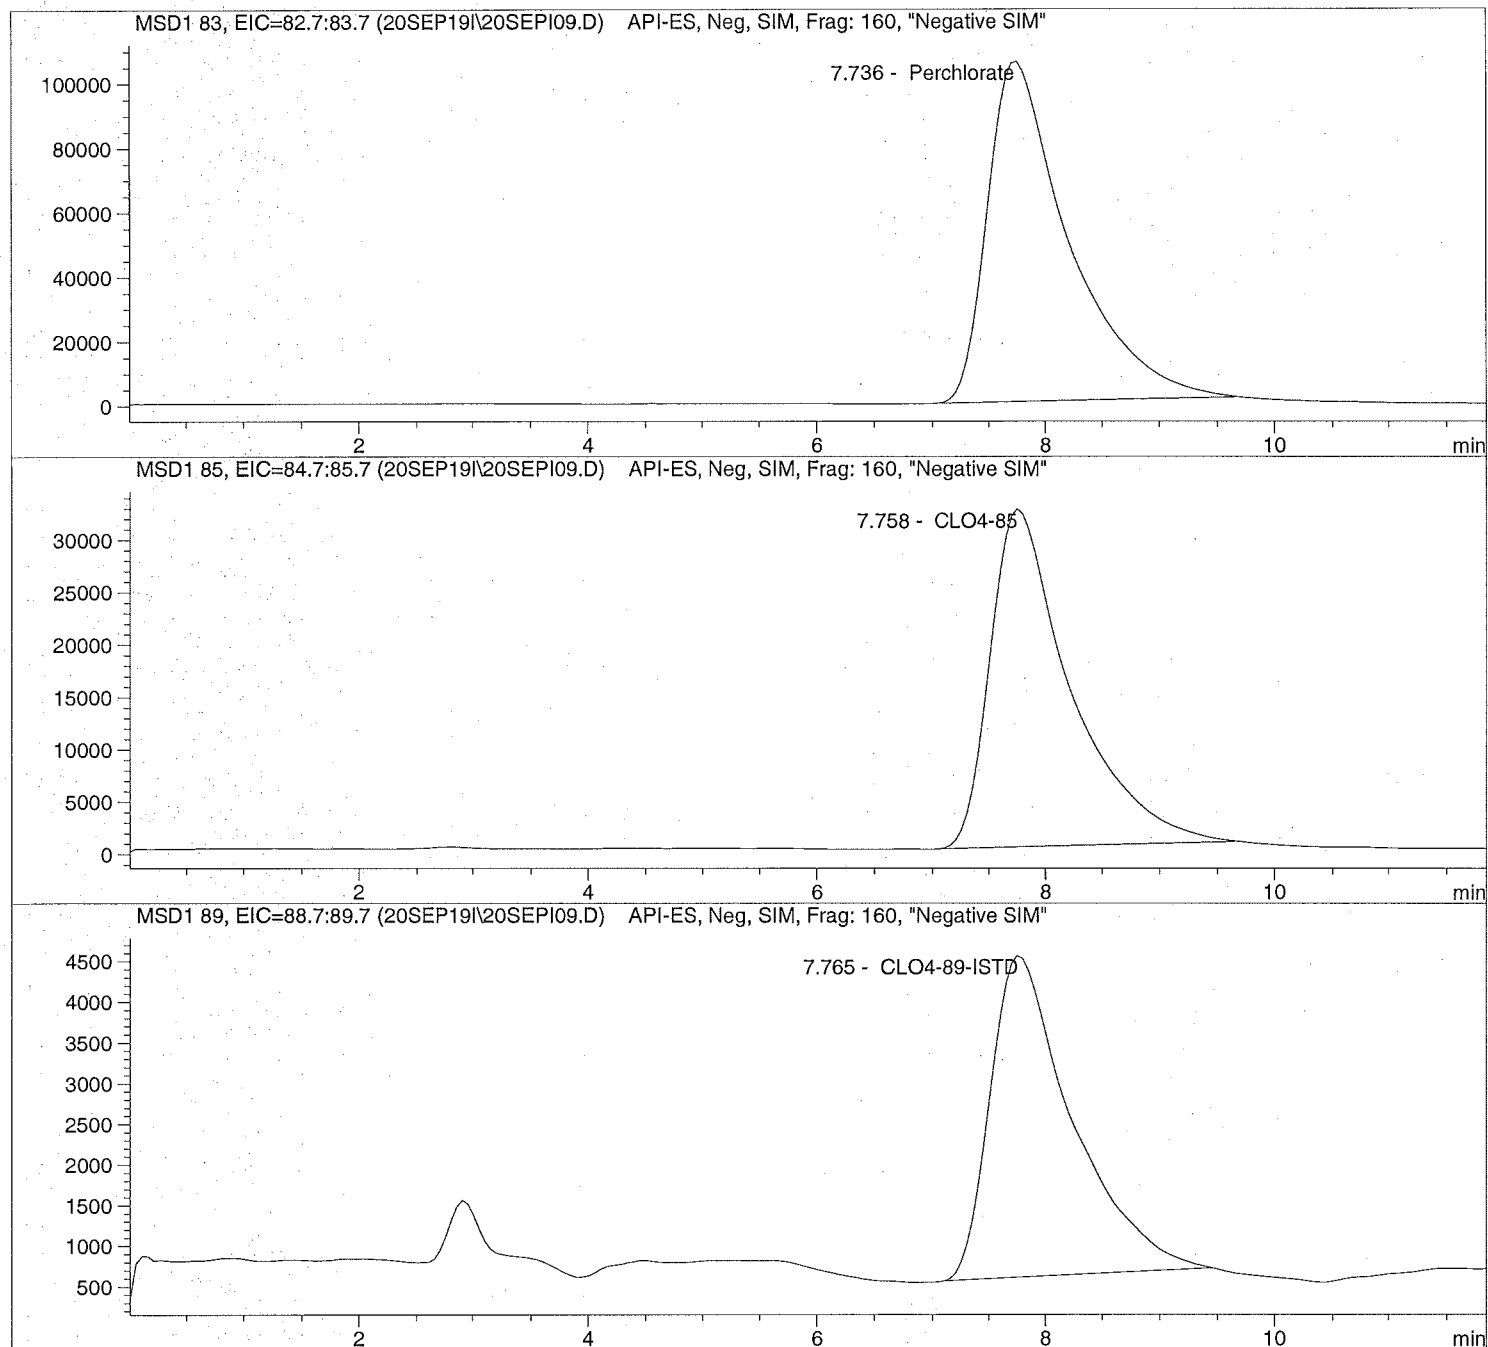 MSD1 83, EIC=82.7:83.7 (20SEP19I\20SEPI09.D) API-ES, Neg, SIM, Frag: 160, "Negative SIM"
7.736 - Perchlorate
100000
80000
60000
40000
20000
0
2 4 6 8 10 min
MSD1 85, EIC=84.7:85.7 (20SEP19I\20SEPI09.D) API-ES, Neg, SIM, Frag: 160, "Negative SIM"
7.758 - CLO4-85
30000
25000
20000
15000
10000
5000
0
2 4 6 8 10 min
MSD1 89, EIC=88.7:89.7 (20SEP19I\20SEPI09.D) API-ES, Neg, SIM, Frag: 160, "Negative SIM"
7.765 - CLO4-89-ISTD
4500
4000
3500
3000
2500
2000
1500
1000
500
2 4 6 8 10 min